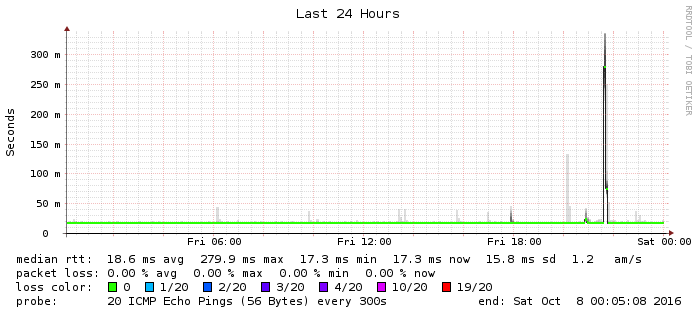 Last 24 Hours
RRDTOOL / TOBI OETIKER
Seconds
300 m
250 m
200 m
150 m
100 m
50 m
0
Fri 06:00 Fri 12:00 Fri 18:00 Sat 00:00
median rtt: 18.6 ms avg 279.9 ms max 17.3 ms min 17.3 ms now 15.8 ms sd 1.2 am/s
packet loss: 0.00 % avg 0.00 % max 0.00 % min 0.00 % now
loss color: 0 1/20 2/20 3/20 4/20 10/20 19/20
probe: 20 ICMP Echo Pings (56 Bytes) every 300s end: Sat Oct 8 00:05:08 2016